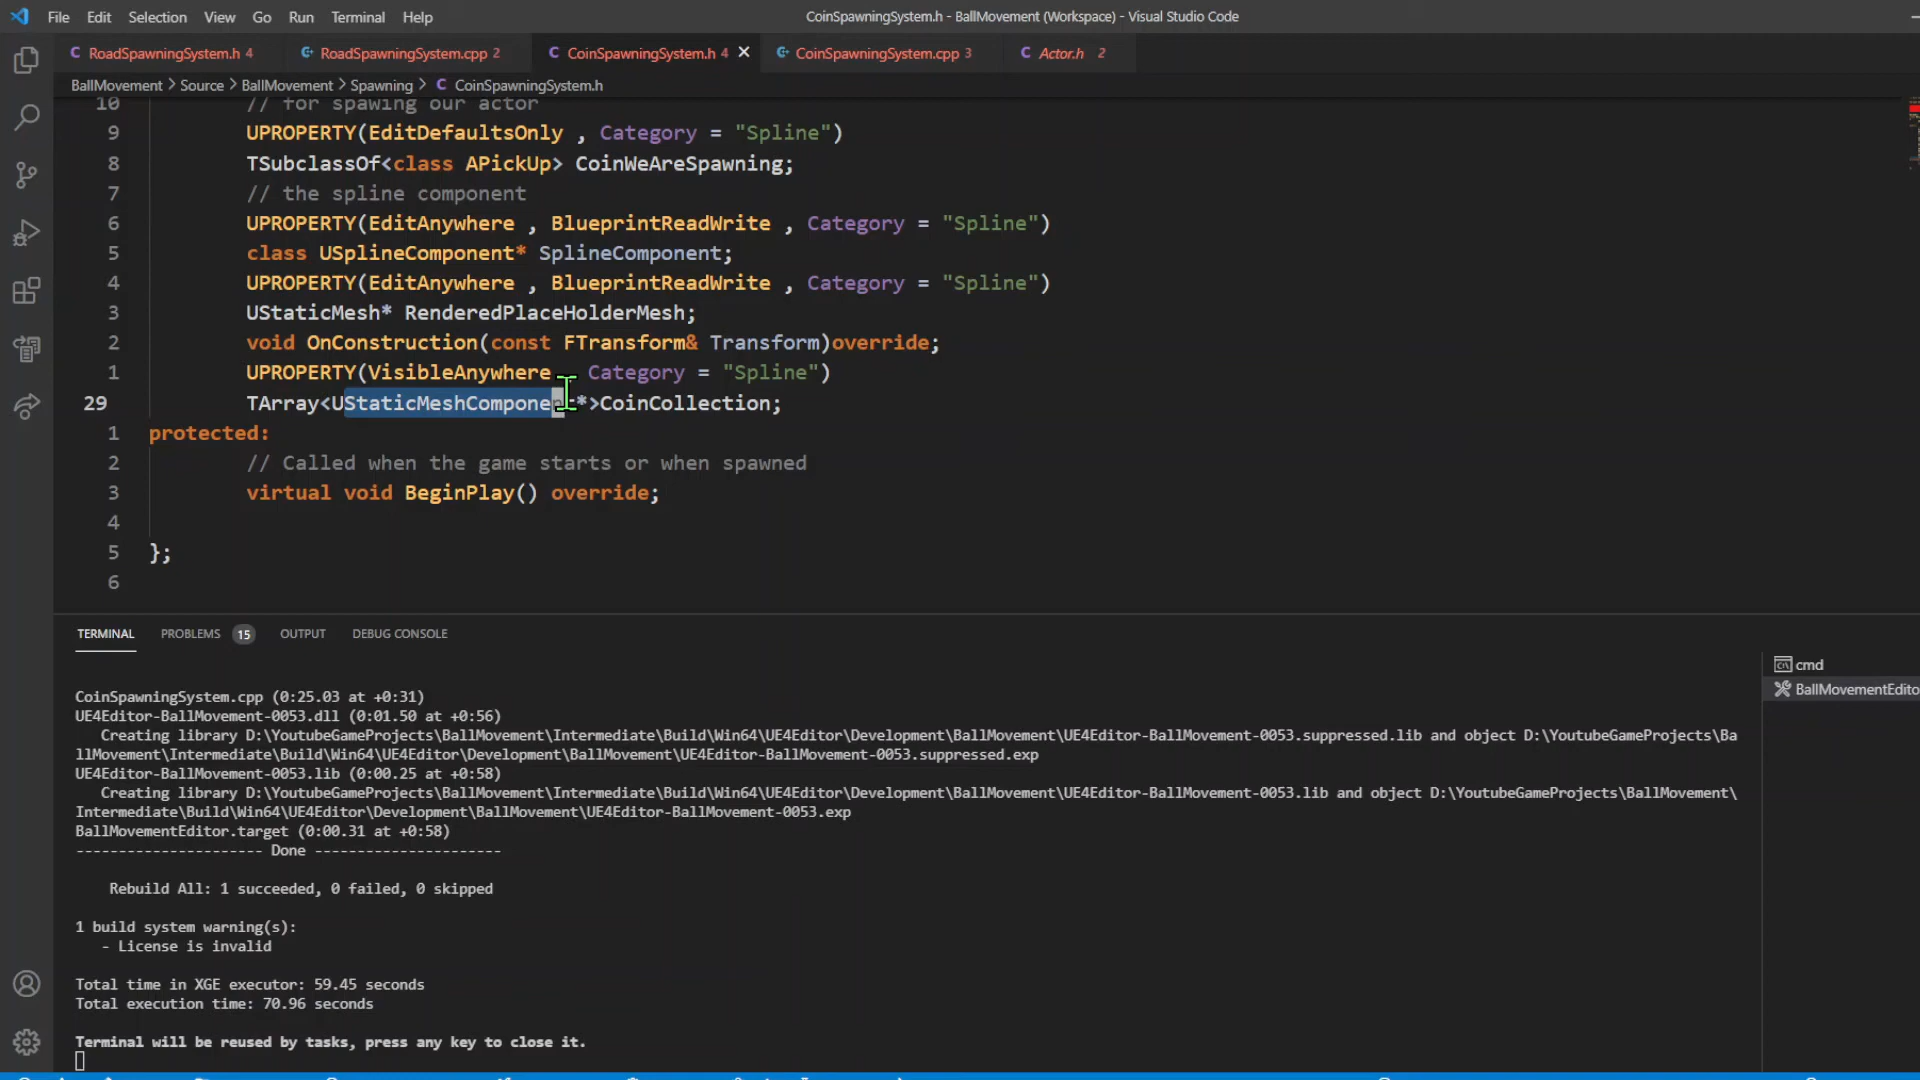 File Edit Selection View Go Run Terminal Help CoinSpawningSystem.h - BallMovement (Workspace) - Visual Studio Code
RoadSpawningSystem.h 4 RoadSpawningSystem.cpp 2 CoinSpawningSystem.h 4 CoinSpawningSystem.cpp 3 Actor.h 2
BallMovement > Source > BallMovement > Spawning > C CoinSpawningSystem.h
10 // for spawing our actor
9 UPROPERTY(EditDefaultsOnly , Category = "Spline")
8 TSubclassOf<class APickUp> CoinWeAreSpawning;
7 // the spline component
6 UPROPERTY(EditAnywhere , BlueprintReadWrite , Category = "Spline")
5 class USplineComponent* SplineComponent;
4 UPROPERTY(EditAnywhere , BlueprintReadWrite , Category = "Spline")
3 UStaticMesh* RenderedPlaceHolderMesh;
2 void OnConstruction(const FTransform& Transform)override;
1 UPROPERTY(VisibleAnywhere , Category = "Spline")
29 TArray<UStaticMeshComponent*>CoinCollection;
1 protected:
2 // Called when the game starts or when spawned
3 virtual void BeginPlay() override;
4
5 };
6
TERMINAL PROBLEMS 15 OUTPUT DEBUG CONSOLE
cmd
BallMovementEdito
CoinSpawningSystem.cpp (0:25.03 at +0:31)
UE4Editor-BallMovement-0053.dll (0:01.50 at +0:56)
Creating library D:\YoutubeGameProjects\BallMovement\Intermediate\Build\Win64\UE4Editor\Development\BallMovement\UE4Editor-BallMovement-0053.suppressed.lib and object D:\YoutubeGameProjects\Ba
llMovement\Intermediate\Build\Win64\UE4Editor\Development\BallMovement\UE4Editor-BallMovement-0053.suppressed.exp
UE4Editor-BallMovement-0053.lib (0:00.25 at +0:58)
Creating library D:\YoutubeGameProjects\BallMovement\Intermediate\Build\Win64\UE4Editor\Development\BallMovement\UE4Editor-BallMovement-0053.lib and object D:\YoutubeGameProjects\BallMovement\
Intermediate\Build\Win64\UE4Editor\Development\BallMovement\UE4Editor-BallMovement-0053.exp
BallMovementEditor.target (0:00.31 at +0:58)
---------------------- Done ----------------------
Rebuild All: 1 succeeded, 0 failed, 0 skipped
1 build system warning(s):
- License is invalid
Total time in XGE executor: 59.45 seconds
Total execution time: 70.96 seconds
Terminal will be reused by tasks, press any key to close it.